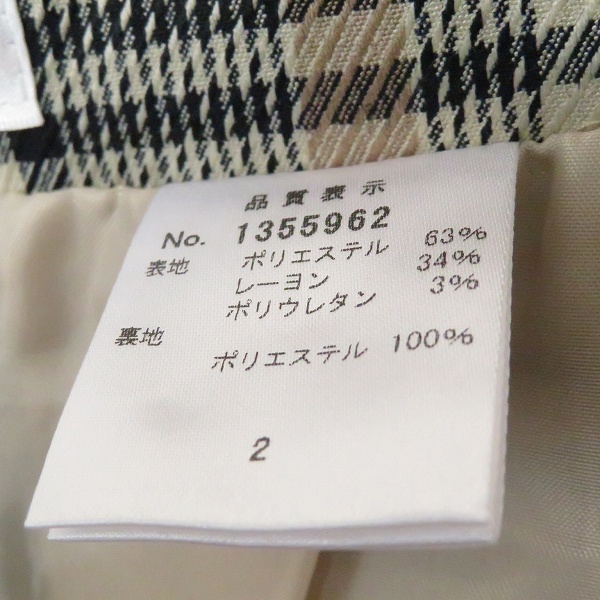 品質表示
No. 1355962
表地 ポリエステル 63%
レーヨン 34%
ポリウレタン 3%
裏地
ポリエステル 100%
2